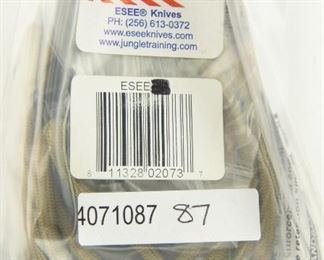 ESEE® Knives
PH: (256) 613-0372
www.eseeknives.com
www.jungletraining.com
ESEE
8 11328 02073 7
4071087 87